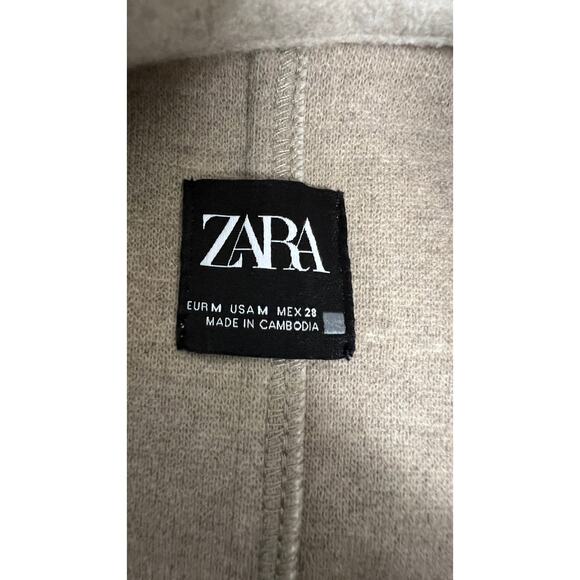 ZARA
EUR M USA M MEX 28
MADE IN CAMBODIA